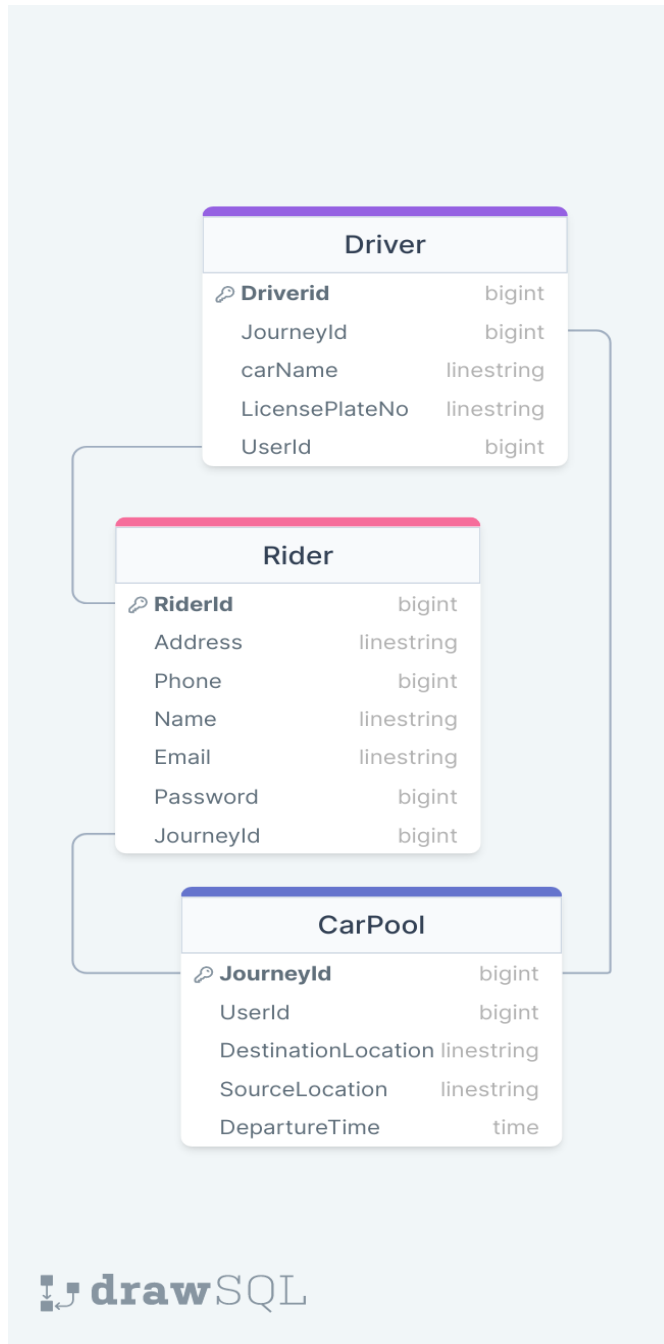 Driver
Driverid bigint
JourneyId bigint
carName linestring
LicensePlateNo linestring
UserId bigint
Rider
RiderId bigint
Address linestring
Phone bigint
Name linestring
Email linestring
Password bigint
JourneyId bigint
CarPool
JourneyId bigint
UserId bigint
DestinationLocation linestring
SourceLocation linestring
DepartureTime time
drawSQL